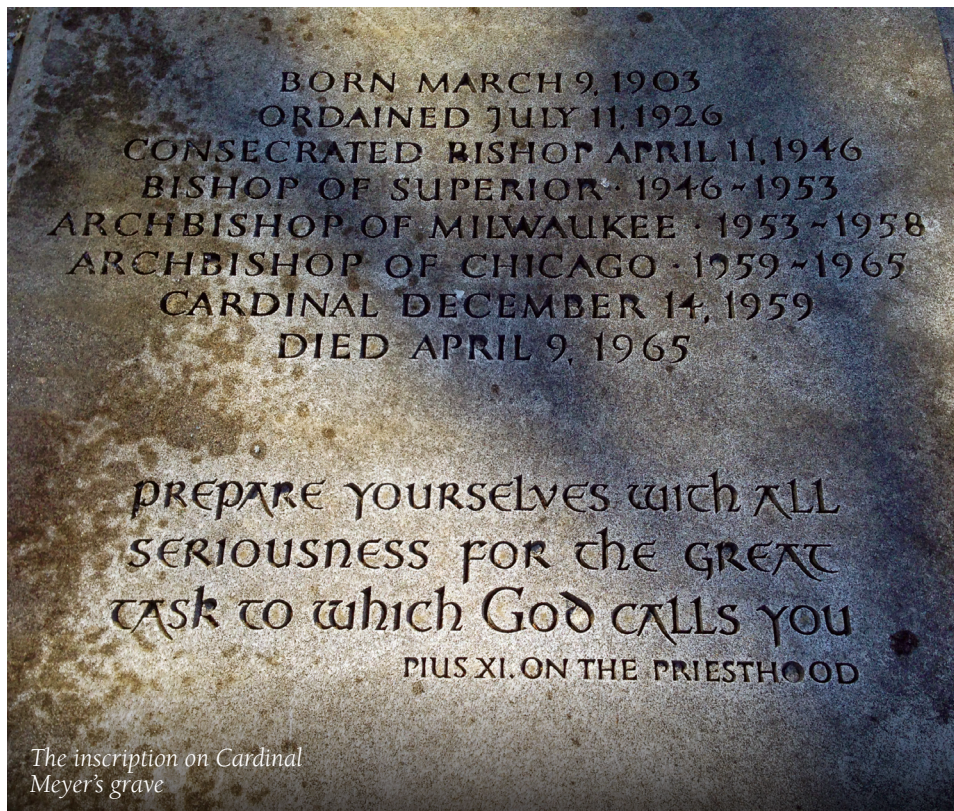 BORN MARCH 9, 1903
ORDAINED JULY 11, 1926
CONSECRATED BISHOP APRIL 11, 1946
BISHOP OF SUPERIOR · 1946~1953
ARCHBISHOP OF MILWAUKEE · 1953~1958
ARCHBISHOP OF CHICAGO · 1959~1965
CARDINAL DECEMBER 14, 1959
DIED APRIL 9, 1965
PREPARE YOURSELVES WITH ALL
SERIOUSNESS FOR THE GREAT
TASK TO WHICH GOD CALLS YOU
PIUS XI. ON THE PRIESTHOOD
The inscription on Cardinal
Meyer's grave